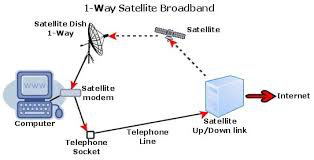 1-Way Satellite Broadband
Satellite Dish
1-Way
Satellite
WWW
Satellite
modem
Internet
Computer
Telephone
Line
Satellite
Up/Down link
Telephone
Socket